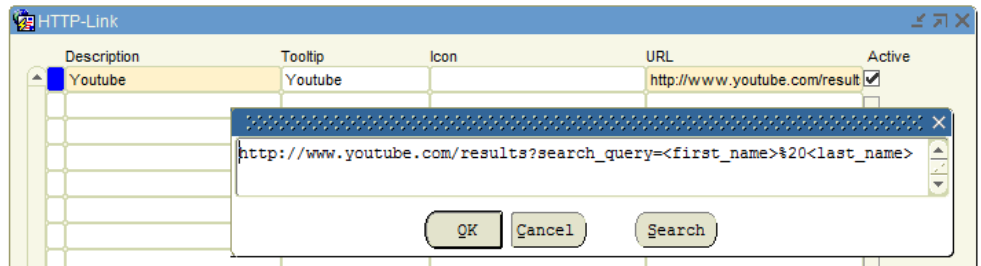 HTTP-Link
Description Tooltip Icon URL Active
Youtube Youtube http://www.youtube.com/result
http://www.youtube.com/results?search_query=<first_name>%20<last_name>
OK Cancel Search